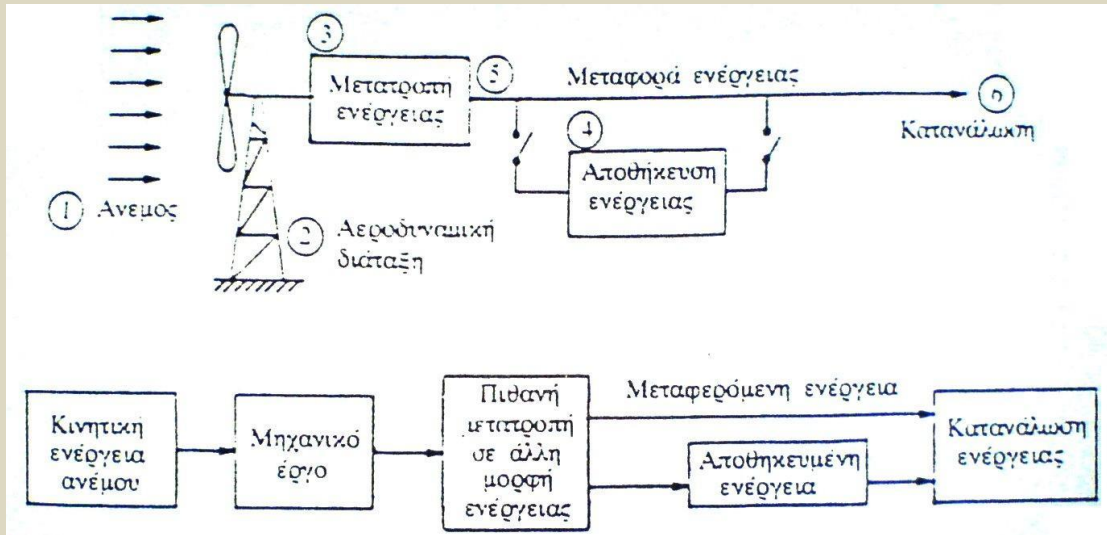 3
Μετατροπή
ενέργειας
5
Μεταφορά ενέργειας
6
Κατανάλωση
4
Αποθήκευση
ενέργειας
1 Ανεμος
2 Αεροδυναμική
διάταξη
Κινητική
ενέργεια
ανέμου
Μηχανικό
έργο
Πιθανή
μετατροπή
σε άλλη
μορφή
ενέργειας
Μεταφερόμενη ενέργεια
Αποθηκευμένη
ενέργεια
Κατανάλωση
ενέργειας